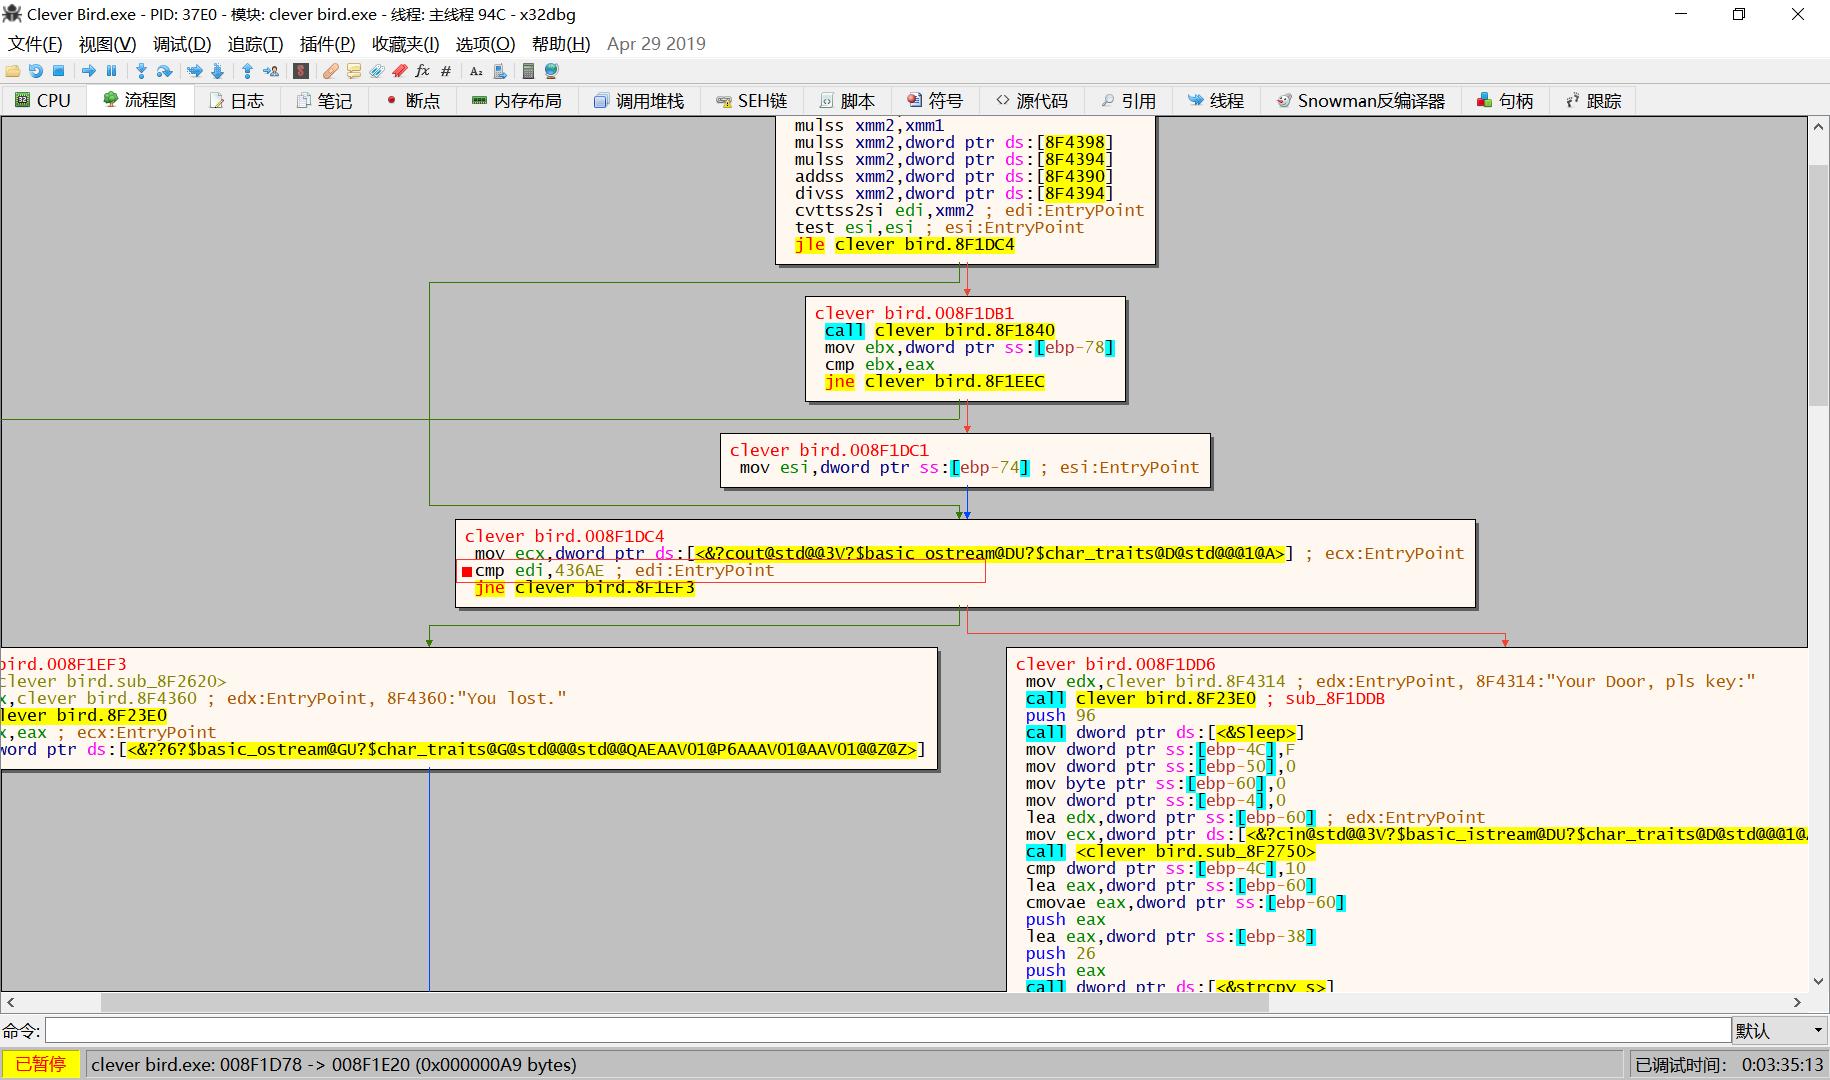 Clever Bird.exe - PID: 37E0 - 模块: clever bird.exe - 线程: 主线程 94C - x32dbg
文件(F) 视图(V) 调试(D) 追踪(T) 插件(P) 收藏夹(I) 选项(O) 帮助(H) Apr 29 2019
CPU 流程图 日志 笔记 断点 内存布局 调用堆栈 SEH链 脚本 符号 源代码 引用 线程 Snowman反编译器 句柄 跟踪
mulss xmm2,xmm1
mulss xmm2,dword ptr ds:[8F4398]
mulss xmm2,dword ptr ds:[8F4394]
addss xmm2,dword ptr ds:[8F4390]
divss xmm2,dword ptr ds:[8F4394]
cvttss2si edi,xmm2 ; edi:EntryPoint
test esi,esi ; esi:EntryPoint
jle clever bird.8F1DC4
clever bird.008F1DB1
call clever bird.8F1840
mov ebx,dword ptr ss:[ebp-78]
cmp ebx,eax
jne clever bird.8F1EEC
clever bird.008F1DC1
mov esi,dword ptr ss:[ebp-74] ; esi:EntryPoint
clever bird.008F1DC4
mov ecx,dword ptr ds:[<&?cout@std@@3V?$basic_ostream@DU?$char_traits@D@std@@@1@A>] ; ecx:EntryPoint
cmp edi,436AE ; edi:EntryPoint
jne clever bird.8F1EF3
bird.008F1EF3
clever bird.sub_8F2620>
x,clever bird.8F4360 ; edx:EntryPoint, 8F4360:"You lost."
lever bird.8F23E0
x,eax ; ecx:EntryPoint
word ptr ds:[<&??6?$basic_ostream@GU?$char_traits@G@std@@@std@@QAEAAV01@P6AAAV01@AAV01@@Z@Z>]
clever bird.008F1DD6
mov edx,clever bird.8F4314 ; edx:EntryPoint, 8F4314:"Your Door, pls key:"
call clever bird.8F23E0 ; sub_8F1DDB
push 96
call dword ptr ds:[<&Sleep>]
mov dword ptr ss:[ebp-4C],F
mov dword ptr ss:[ebp-50],0
mov byte ptr ss:[ebp-60],0
mov dword ptr ss:[ebp-4],0
lea edx,dword ptr ss:[ebp-60] ; edx:EntryPoint
mov ecx,dword ptr ds:[<&?cin@std@@3V?$basic_istream@DU?$char_traits@D@std@@@1@A
call <clever bird.sub_8F2750>
cmp dword ptr ss:[ebp-4C],10
lea eax,dword ptr ss:[ebp-60]
cmovae eax,dword ptr ss:[ebp-60]
push eax
lea eax,dword ptr ss:[ebp-38]
push 26
push eax
call dword ptr ds:[<&strcpy_s>]
命令: 默认
已暂停 clever bird.exe: 008F1D78 -> 008F1E20 (0x000000A9 bytes) 已调试时间: 0:03:35:13